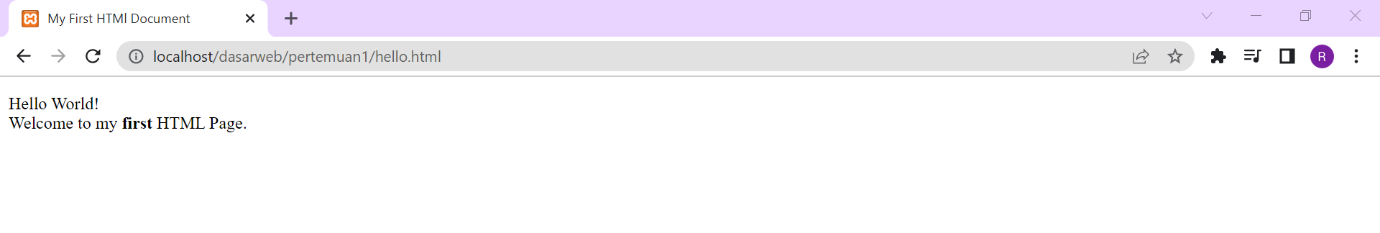 My First HTMl Document
localhost/dasarweb/pertemuan1/hello.html
R
Hello World!
Welcome to my first HTML Page.